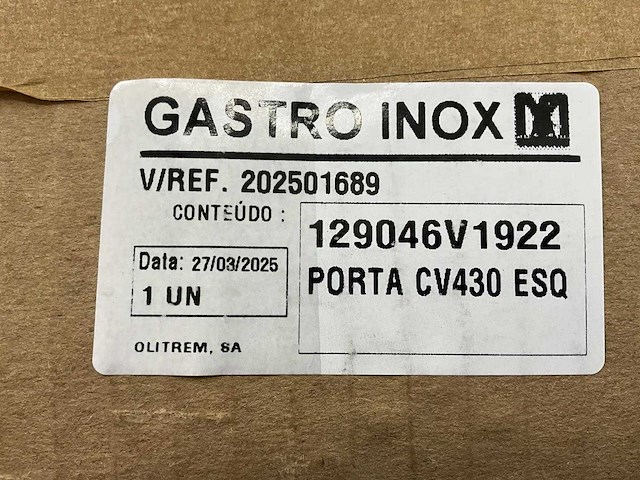 GASTRO INOX
V/REF. 202501689
CONTEÚDO :
129046V1922
PORTA CV430 ESQ
Data: 27/03/2025
1 UN
OLITREM, SA